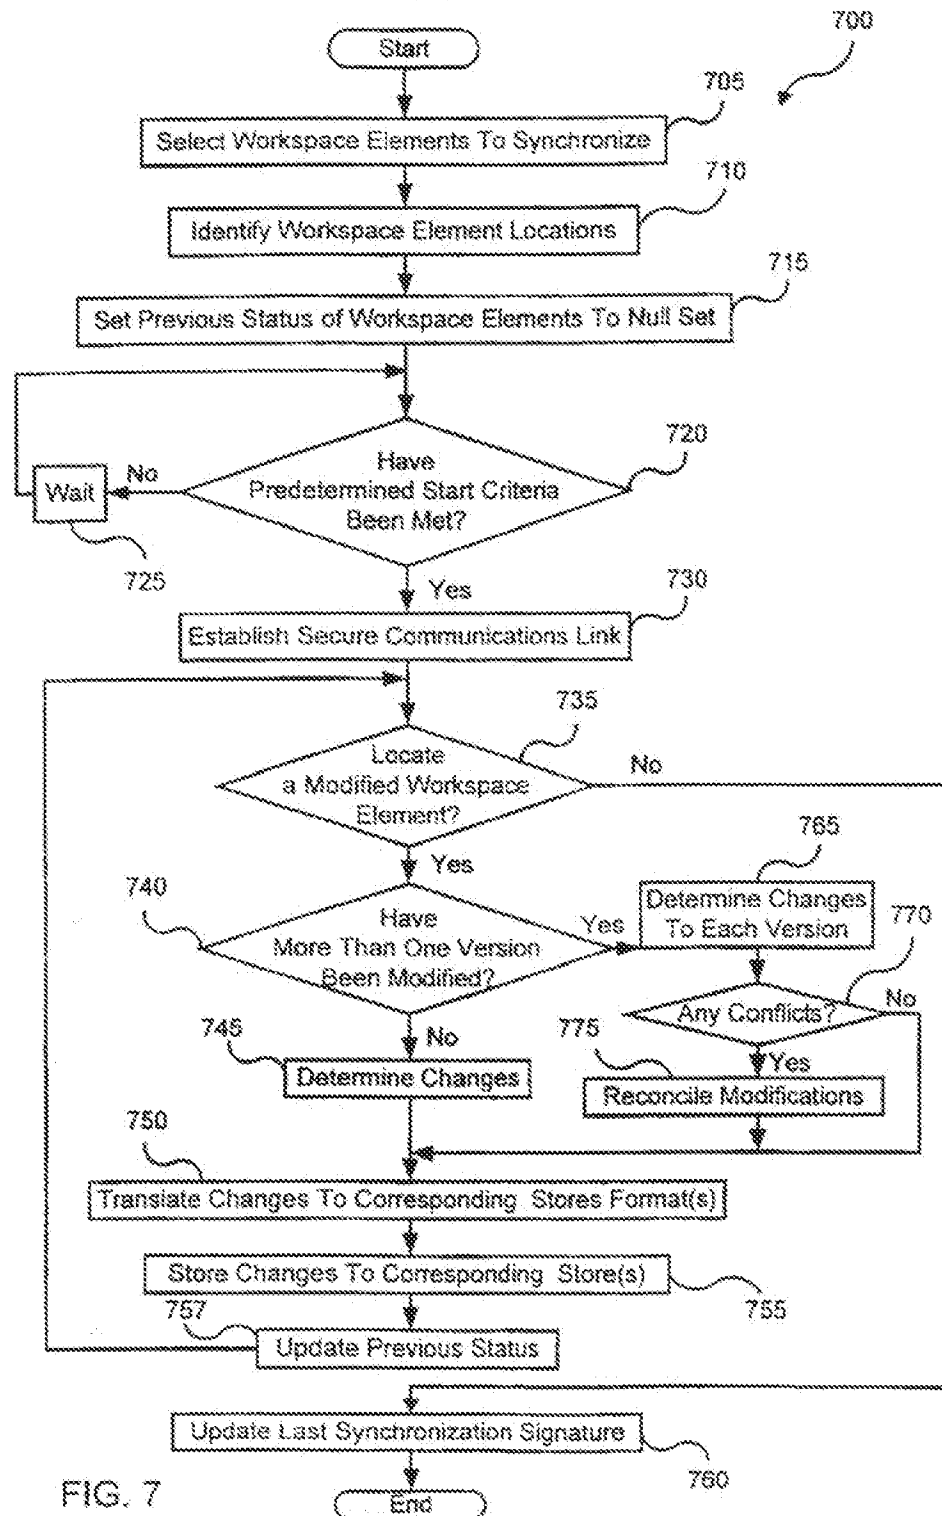 700
Start
705
Select Workspace Elements To Synchronize
710
Identify Workspace Element Locations
715
Set Previous Status of Workspace Elements To Null Set
720
Have
Predetermined Start Criteria
Been Met?
No
Wait
725
Yes
730
Establish Secure Communications Link
735
Locate
a Modified Workspace
Element?
No
Yes
765
Determine Changes
To Each Version
740
Have
More Than One Version
Been Modified?
Yes
770
Any Conflicts?
No
No
745
Determine Changes
775
Yes
Reconcile Modifications
750
Translate Changes To Corresponding Stores Format(s)
Store Changes To Corresponding Store(s)
755
757
Update Previous Status
Update Last Synchronization Signature
760
End
FIG. 7